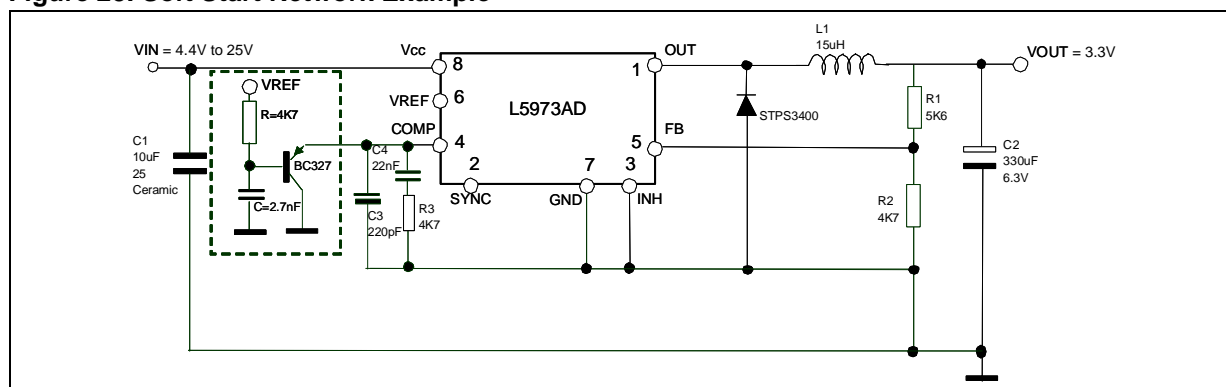 Figure 20. Soft Start Network Example
VIN = 4.4V to 25V
Vcc
8
VREF
R=4K7
VREF
6
COMP
4
BC327
C=2.7nF
C1
10uF
25
Ceramic
C4
22nF
C3
220pF
R3
4K7
L5973AD
2
SYNC
7
GND
3
INH
OUT
1
FB
5
L1
15uH
STPS3400
R1
5K6
R2
4K7
C2
330uF
6.3V
VOUT = 3.3V